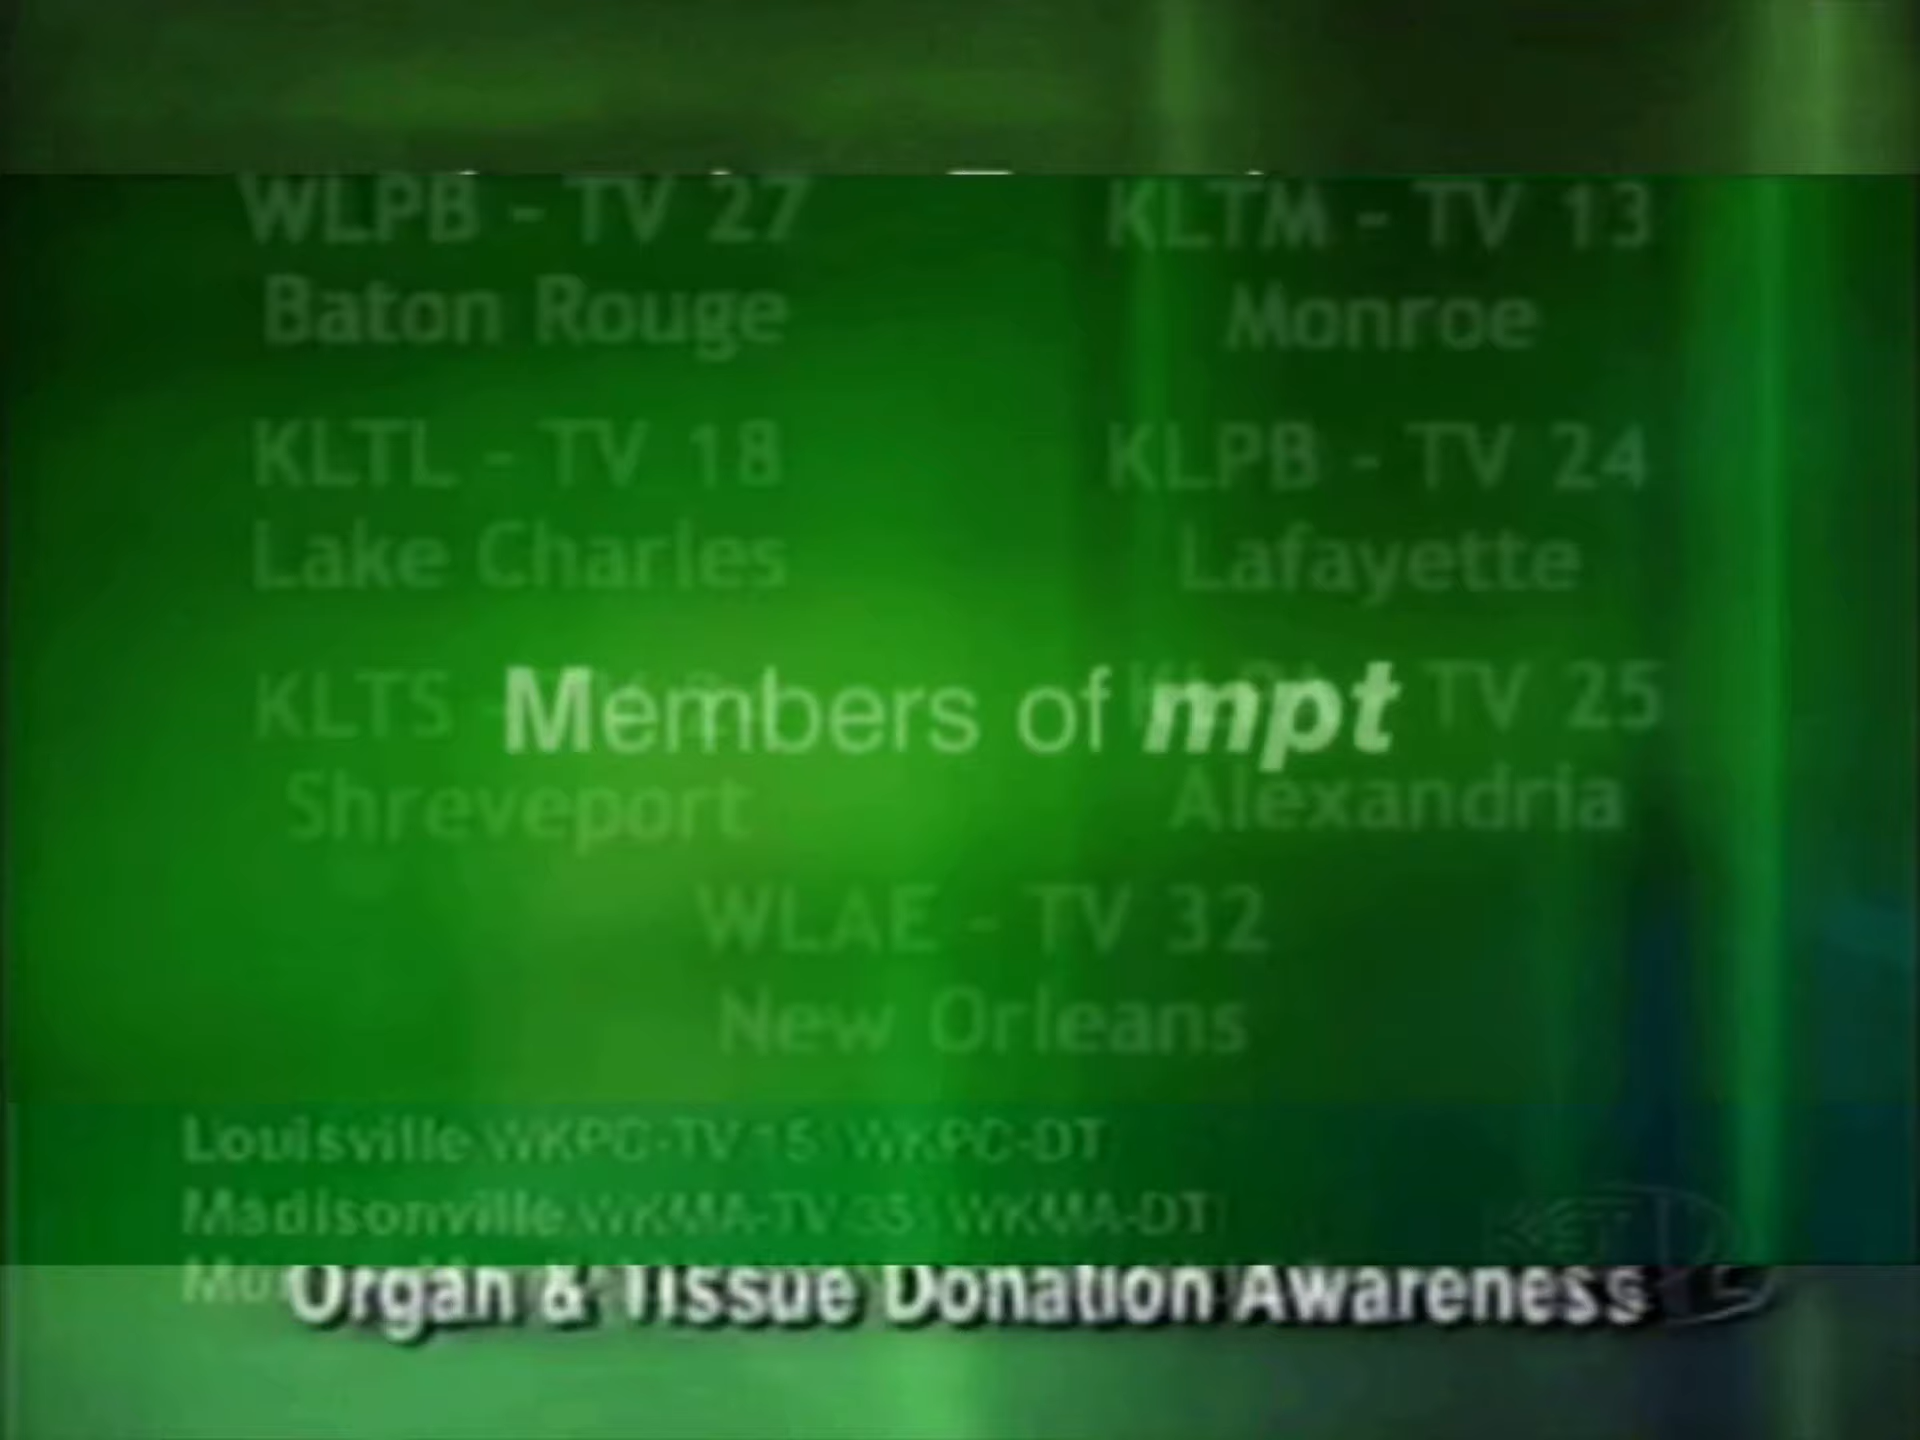 WLPB - TV 27
Baton Rouge
KLTM - TV 13
Monroe
KLTL - TV 18
Lake Charles
KLPB - TV 24
Lafayette
KLTS -
Shreveport
TV 25
Alexandria
Members of mpt
WLAE - TV 32
New Orleans
Louisville WKPC-TV 15 WKPC-DT
Madisonville WKMA-TV 35 WKMA-DT
Organ & Tissue Donation Awareness
KET